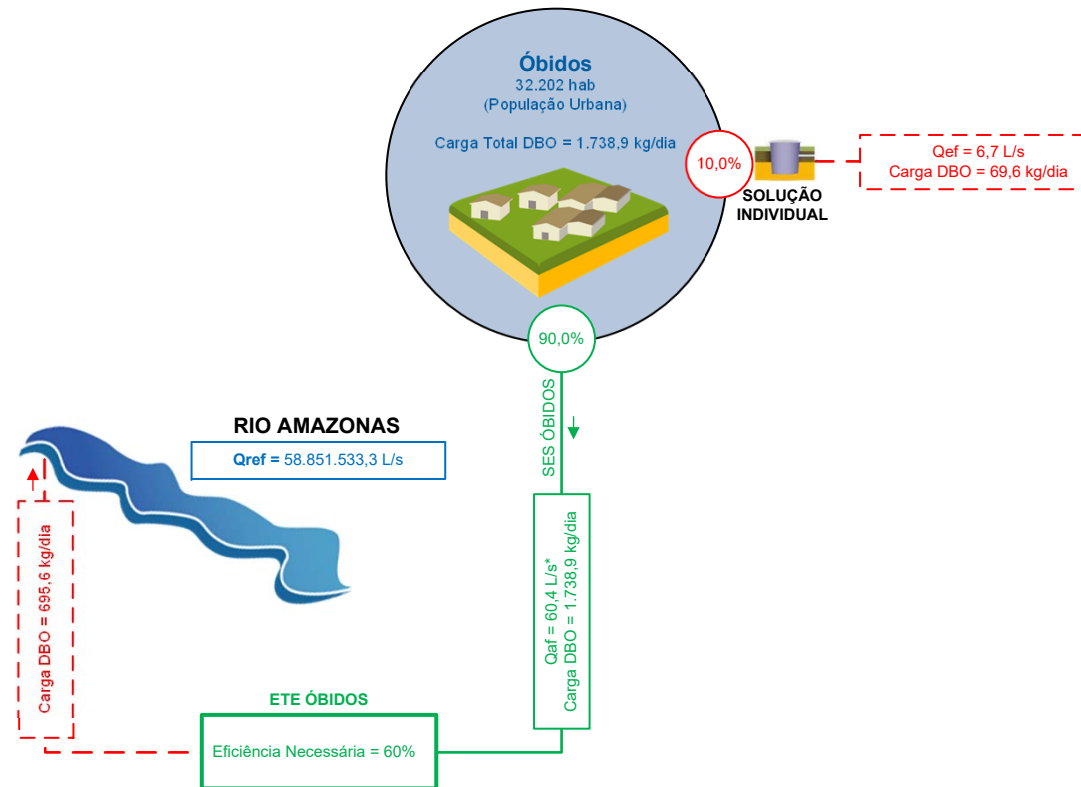 Óbidos
32.202 hab
(População Urbana)
Carga Total DBO = 1.738,9 kg/dia
10,0%
SOLUÇÃO
INDIVIDUAL
Qef = 6,7 L/s
Carga DBO = 69,6 kg/dia
90,0%
SES ÓBIDOS
RIO AMAZONAS
Qref = 58.851.533,3 L/s
Qaf = 60,4 L/s*
Carga DBO = 1.738,9 kg/dia
Carga DBO = 695,6 kg/dia
ETE ÓBIDOS
Eficiência Necessária = 60%